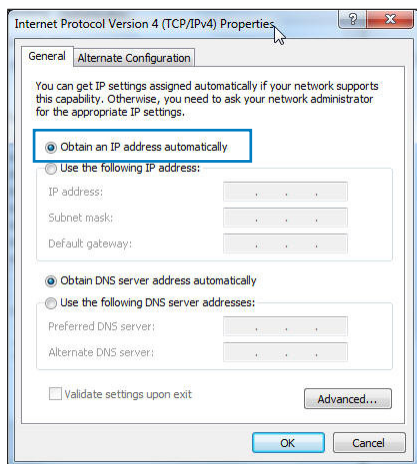 Internet Protocol Version 4 (TCP/IPv4) Properties
General
Alternate Configuration
You can get IP settings assigned automatically if your network supports
this capability. Otherwise, you need to ask your network administrator
for the appropriate IP settings.
Obtain an IP address automatically
Use the following IP address:
IP address:
Subnet mask:
Default gateway:
Obtain DNS server address automatically
Use the following DNS server addresses:
Preferred DNS server:
Alternate DNS server:
Validate settings upon exit
Advanced...
OK
Cancel